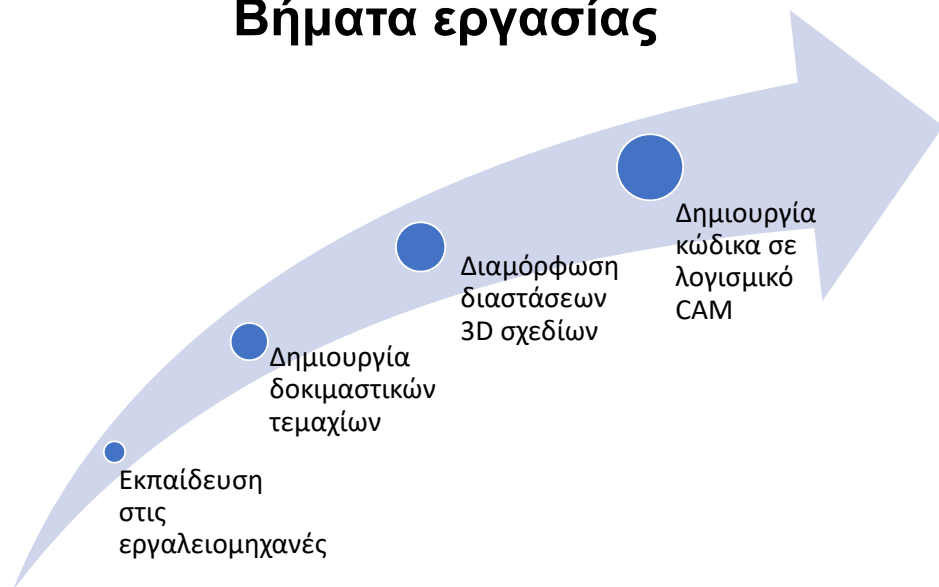 Βήματα εργασίας
Εκπαίδευση
στις
εργαλειομηχανές
Δημιουργία
δοκιμαστικών
τεμαχίων
Διαμόρφωση
διαστάσεων
3D σχεδίων
Δημιουργία
κώδικα σε
λογισμικό
CAM